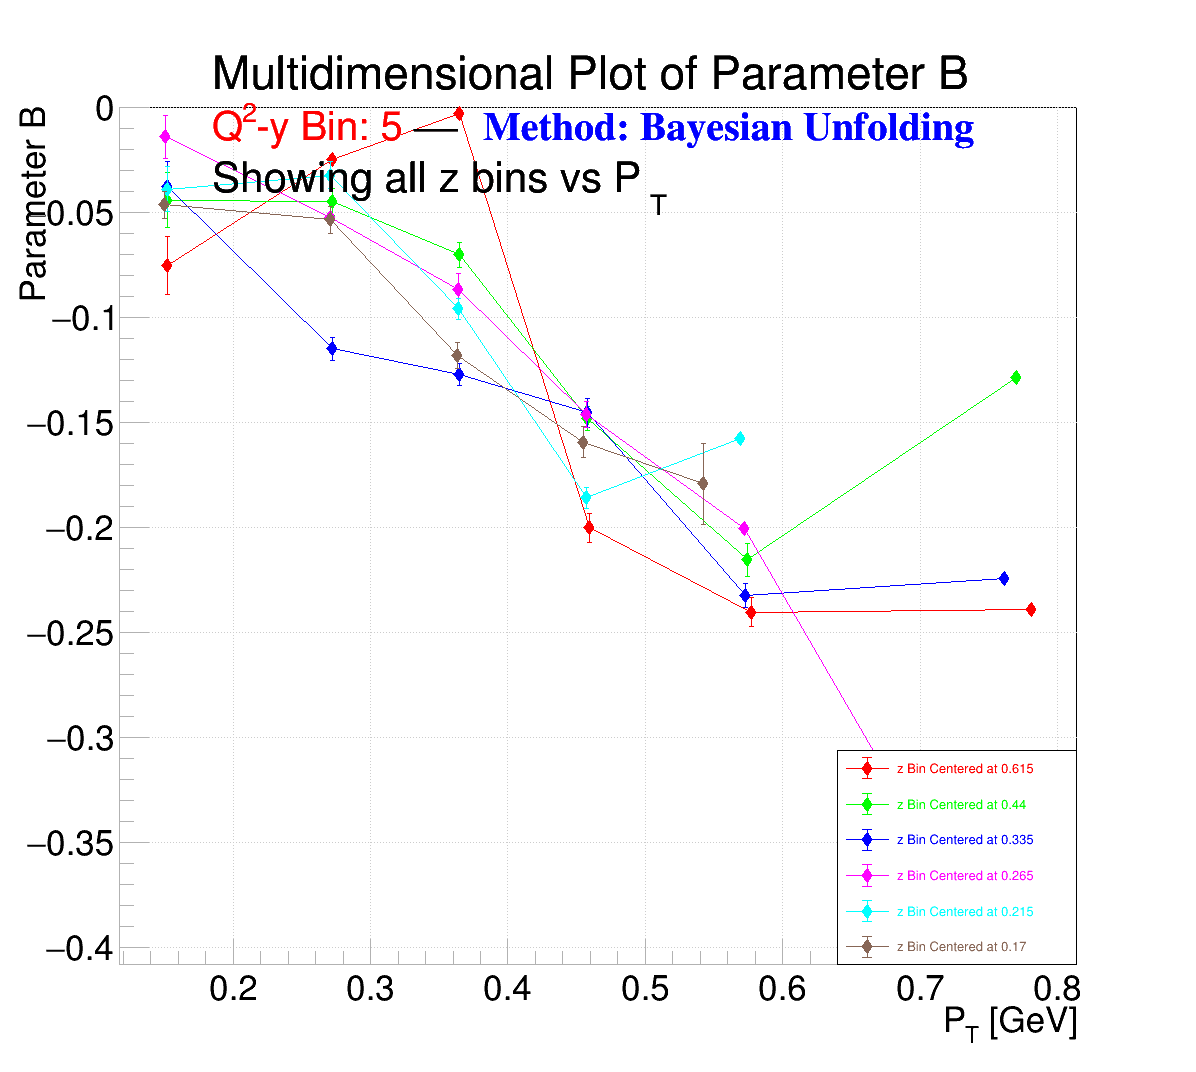 Multidimensional Plot of Parameter B
Q²-y Bin: 5 — Method: Bayesian Unfolding
Showing all z bins vs P_T
Parameter B
0
−0.05
−0.1
−0.15
−0.2
−0.25
−0.3
−0.35
−0.4
z Bin Centered at 0.615
z Bin Centered at 0.44
z Bin Centered at 0.335
z Bin Centered at 0.265
z Bin Centered at 0.215
z Bin Centered at 0.17
0.2 0.3 0.4 0.5 0.6 0.7 0.8
P_T [GeV]